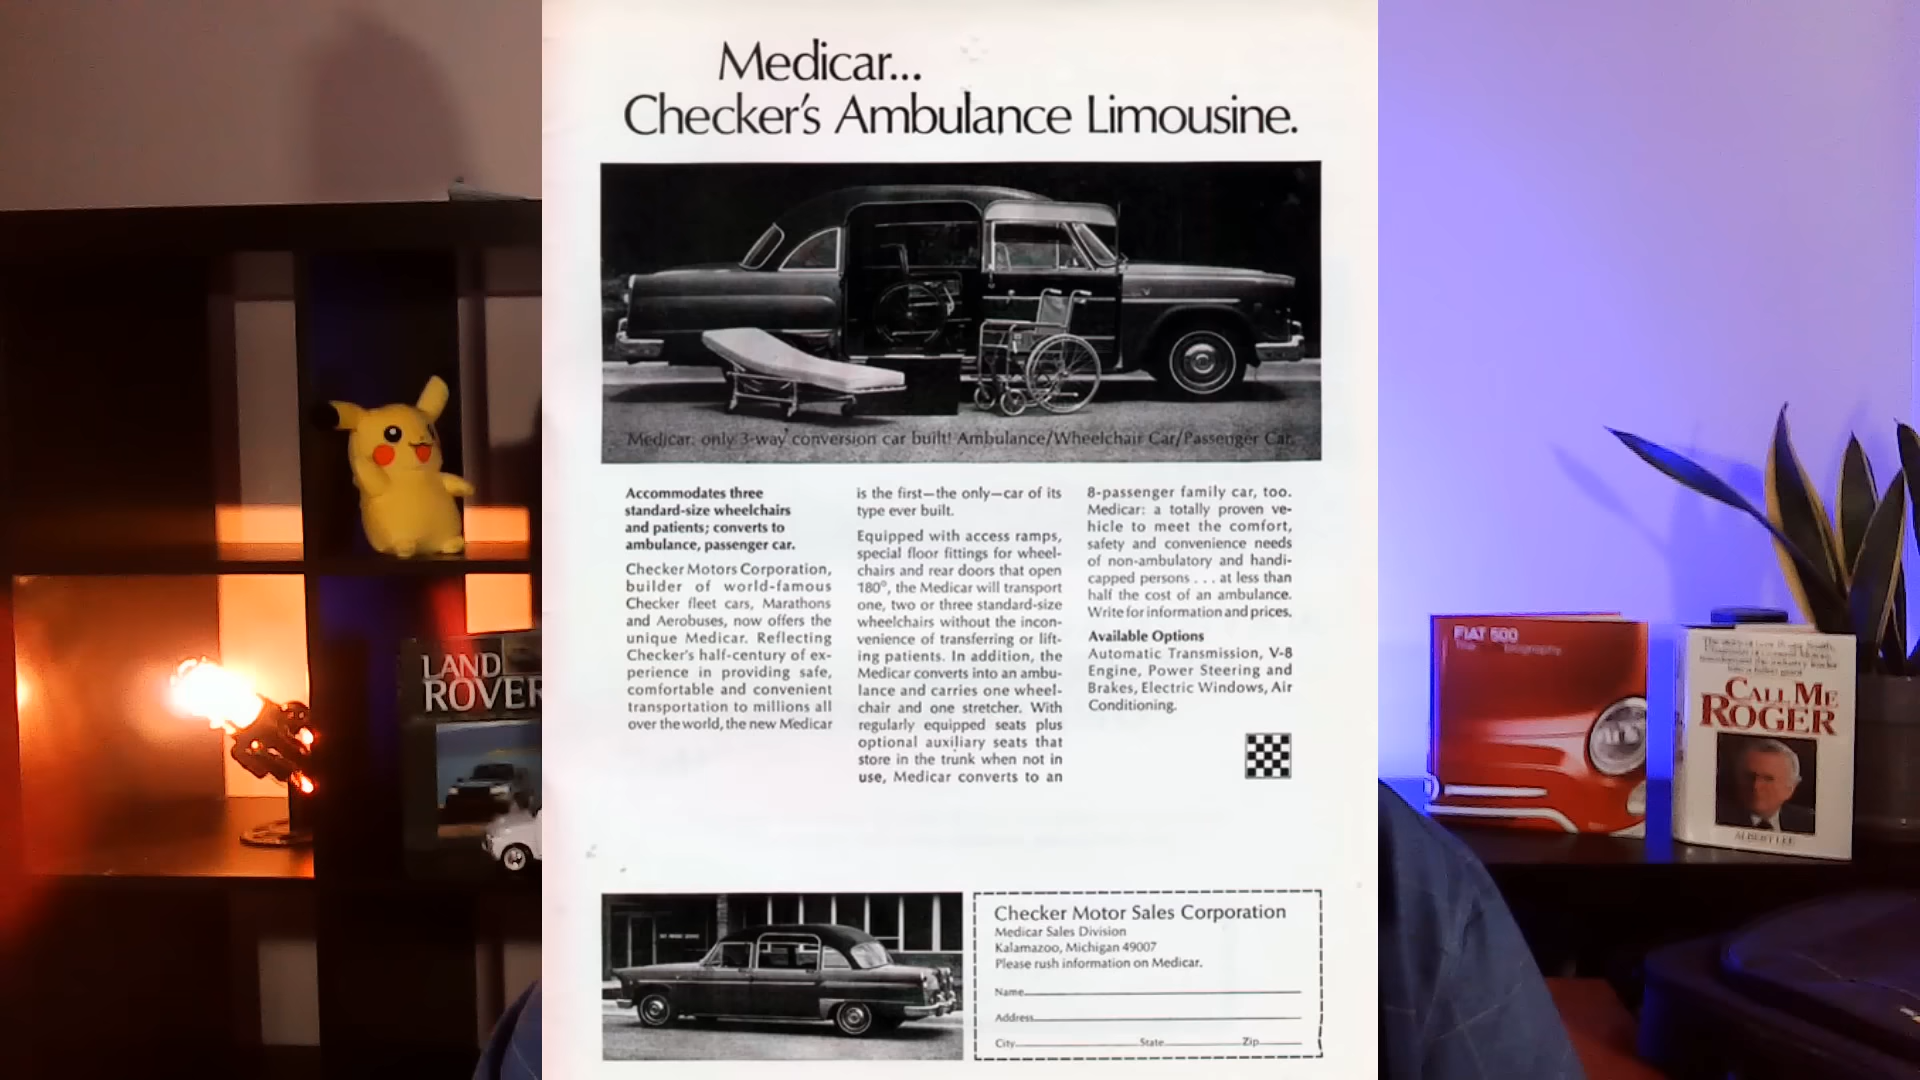 Medicar...
Checker's Ambulance Limousine.
Medicar: only 3-way conversion car built! Ambulance/Wheelchair Car/Passenger Car.
Accommodates three
standard-size wheelchairs
and patients; converts to
ambulance, passenger car.
Checker Motors Corporation,
builder of world-famous
Checker fleet cars, Marathons
and Aerobuses, now offers the
unique Medicar. Reflecting
Checker's half-century of ex-
perience in providing safe,
comfortable and convenient
transportation to millions all
over the world, the new Medicar
is the first—the only—car of its
type ever built.
Equipped with access ramps,
special floor fittings for wheel-
chairs and rear doors that open
180°, the Medicar will transport
one, two or three standard-size
wheelchairs without the incon-
venience of transferring or lift-
ing patients. In addition, the
Medicar converts into an ambu-
lance and carries one wheel-
chair and one stretcher. With
regularly equipped seats plus
optional auxiliary seats that
store in the trunk when not in
use, Medicar converts to an
8-passenger family car, too.
Medicar: a totally proven ve-
hicle to meet the comfort,
safety and convenience needs
of non-ambulatory and handi-
capped persons . . . at less than
half the cost of an ambulance.
Write for information and prices.
Available Options
Automatic Transmission, V-8
Engine, Power Steering and
Brakes, Electric Windows, Air
Conditioning.
Checker Motor Sales Corporation
Medicar Sales Division
Kalamazoo, Michigan 49007
Please rush information on Medicar.
Name
Address
City State Zip
LAND
ROVER
FIAT 500
The biography
CALL ME
ROGER
ALBERT LEE